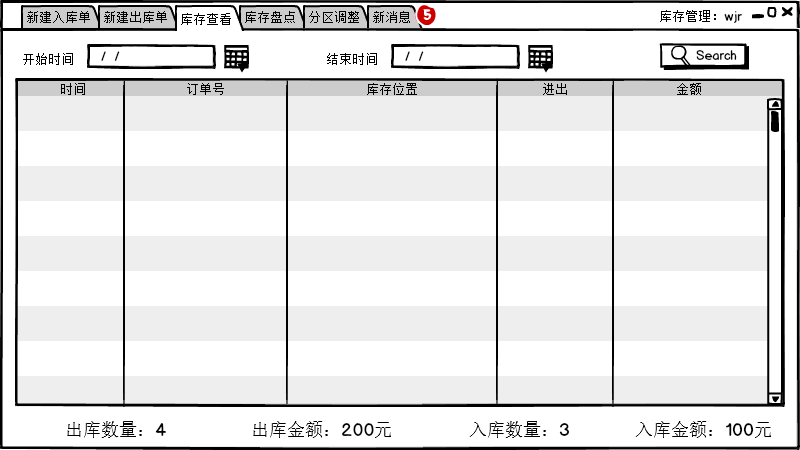 新建入库单 新建出库单 库存查看 库存盘点 分区调整 新消息 5 库存管理：wjr
开始时间 / / 结束时间 / / Search
时间 订单号 库存位置 进出 金额
出库数量：4 出库金额：200元 入库数量：3 入库金额：100元